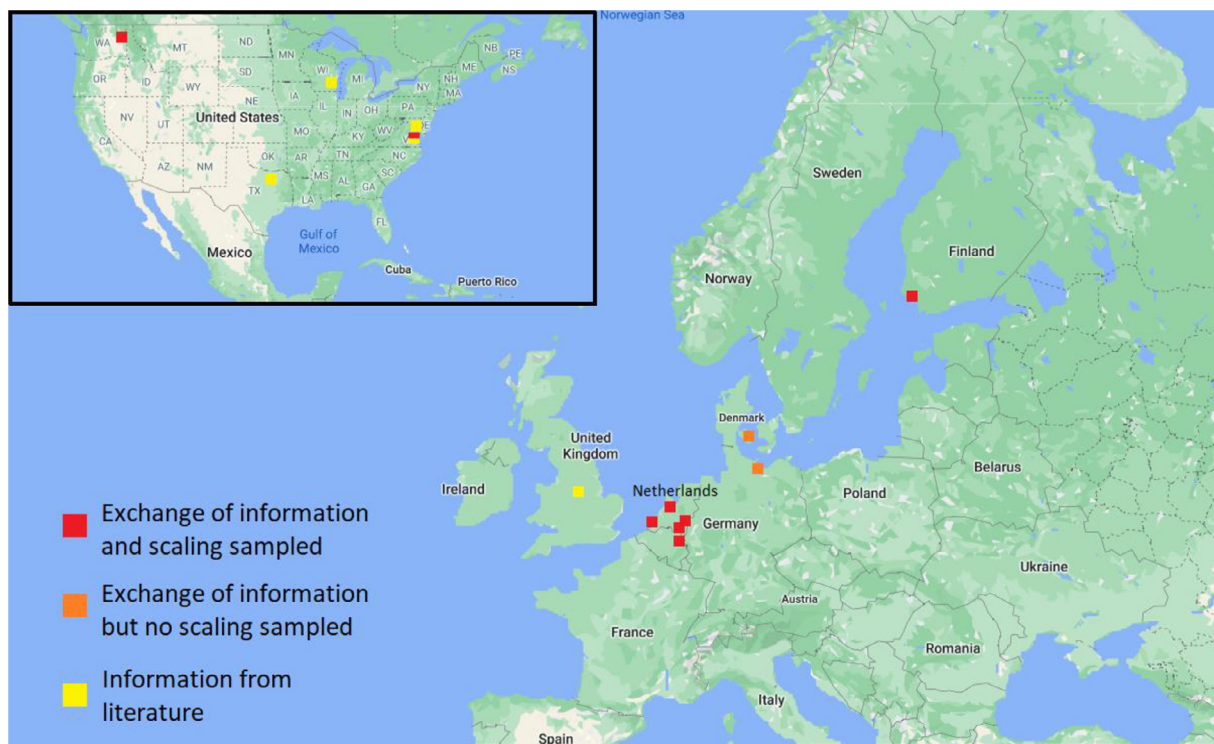 Norwegian Sea
WA
MT
ND
MN
NB
PE
NS
ME
OR
ID
WY
SD
WI
MI
NH
MA
NY
NE
IA
IL
IN
OH
PA
DE
NV
UT
United States
MO
KY
WV
CA
AZ
NM
OK
AR
TN
NC
SC
MS
AL
GA
TX
LA
FL
Gulf of
Mexico
Mexico
Cuba
Puerto Rico
Sweden
Finland
Norway
Denmark
United
Kingdom
Ireland
Netherlands
Germany
Poland
Belarus
Ukraine
Austria
France
Romania
Italy
Spain
Exchange of information
and scaling sampled
Exchange of information
but no scaling sampled
Information from
literature